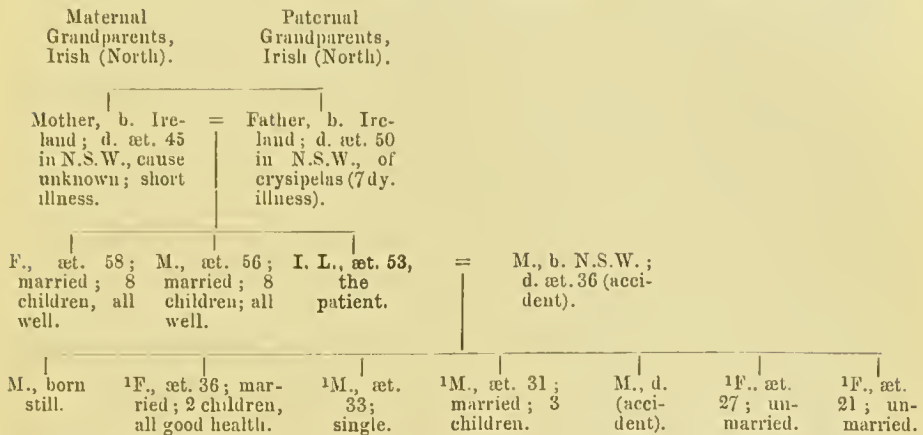 Maternal
Grandparents,
Irish (North).
Paternal
Grandparents,
Irish (North).
Mother, b. Ire-
land; d. æt. 45
in N.S.W., cause
unknown; short
illness.
=
Father, b. Ire-
land; d. æt. 50
in N.S.W., of
erysipelas (7dy.
illness).
F., æt. 58;
married; 8
children, all
well.
M., æt. 56;
married; 8
children; all
well.
I. L., æt. 53,
the
patient.
=
M., b. N.S.W.;
d. æt. 36 (acci-
dent).
M., born
still.
¹F., æt. 36; mar-
ried; 2 children,
all good health.
¹M., æt.
33;
single.
¹M., æt. 31;
married; 3
children.
M., d.
(acci-
dent).
¹F., æt.
27; un-
married.
¹F., æt.
21; un-
married.